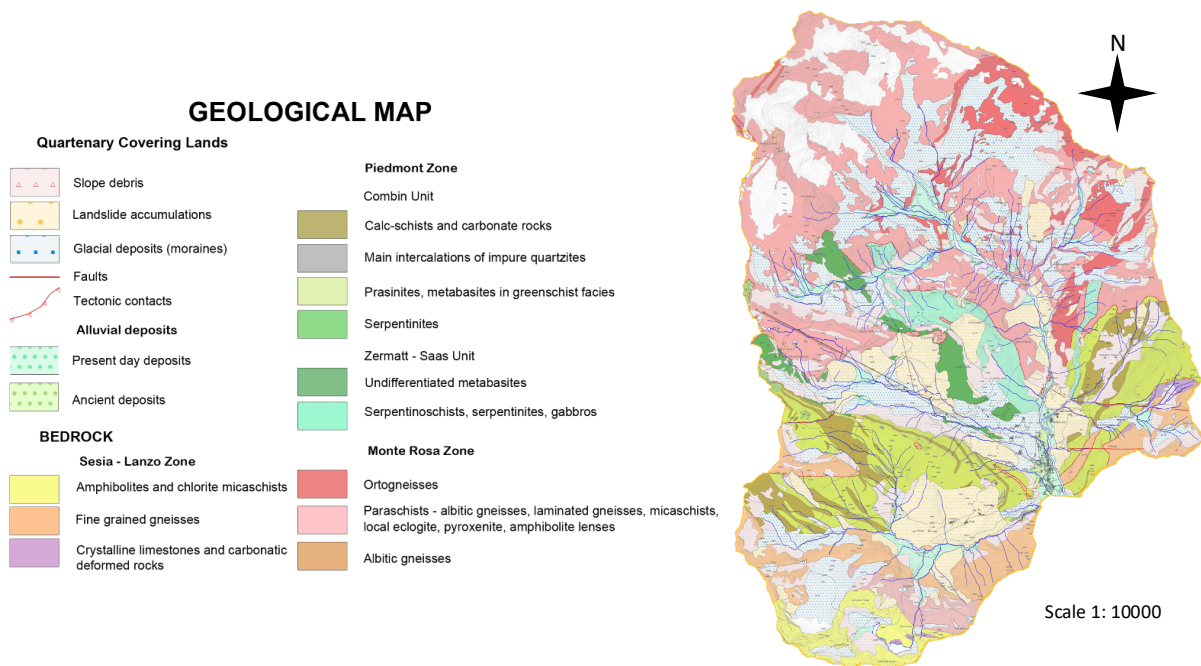 GEOLOGICAL MAP
Quartenary Covering Lands
Slope debris
Landslide accumulations
Glacial deposits (moraines)
Faults
Tectonic contacts
Alluvial deposits
Present day deposits
Ancient deposits
BEDROCK
Sesia - Lanzo Zone
Amphibolites and chlorite micaschists
Fine grained gneisses
Crystalline limestones and carbonatic
deformed rocks
Piedmont Zone
Combin Unit
Calc-schists and carbonate rocks
Main intercalations of impure quartzites
Prasinites, metabasites in greenschist facies
Serpentinites
Zermatt - Saas Unit
Undifferentiated metabasites
Serpentinoschists, serpentinites, gabbros
Monte Rosa Zone
Ortogneisses
Paraschists - albitic gneisses, laminated gneisses, micaschists,
local eclogite, pyroxenite, amphibolite lenses
Albitic gneisses
N
Scale 1: 10000